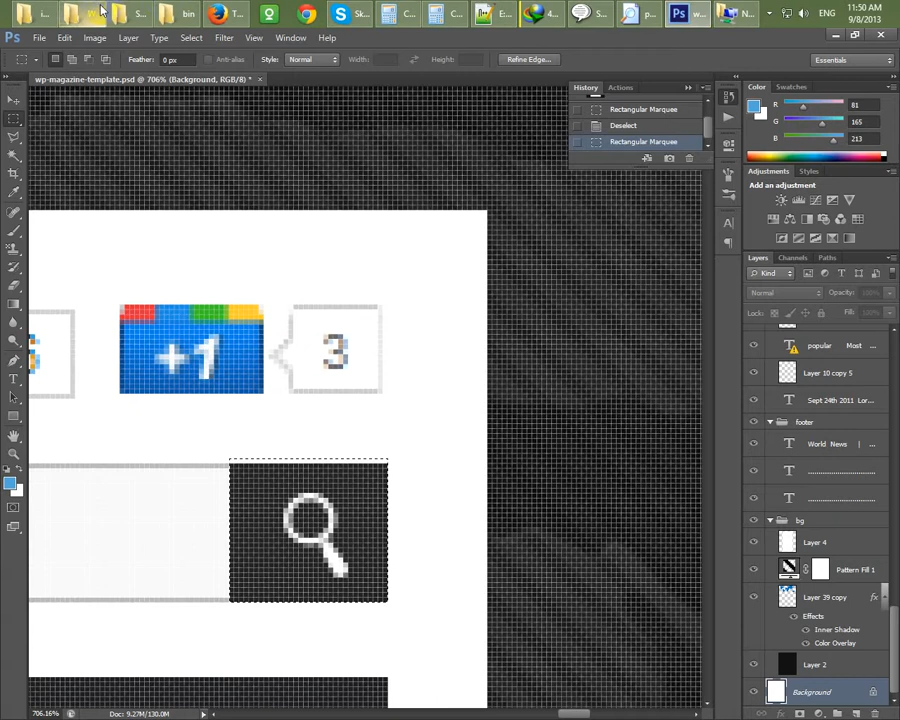 i...
W
S...
bin
T...
C...
C...
Sk...
4...
E...
S...
p...
w...
N...
ENG
11:50 AM
9/8/2013
Ps File Edit Image Layer Type Select Filter View Window Help
Feather: 0 px Anti-alias Style: Normal Width: Height: Refine Edge... Essentials
wp-magazine-template.psd @ 706% (Background, RGB/8) *
History Actions
Rectangular Marquee
Deselect
Rectangular Marquee
Color Swatches
R 81
G 165
B 213
Adjustments Styles
Add an adjustment
Layers Channels Paths
Kind
Normal Opacity:
Lock: Fill:
popular Most ...
Layer 10 copy 5
Sept 24th 2011 Lor...
footer
World News | ...
bg
Layer 4
Pattern Fill 1
Layer 39 copy fx
Effects
Inner Shadow
Color Overlay
Layer 2
Background
+1
3
706.16% Doc: 9.27M/130.0M